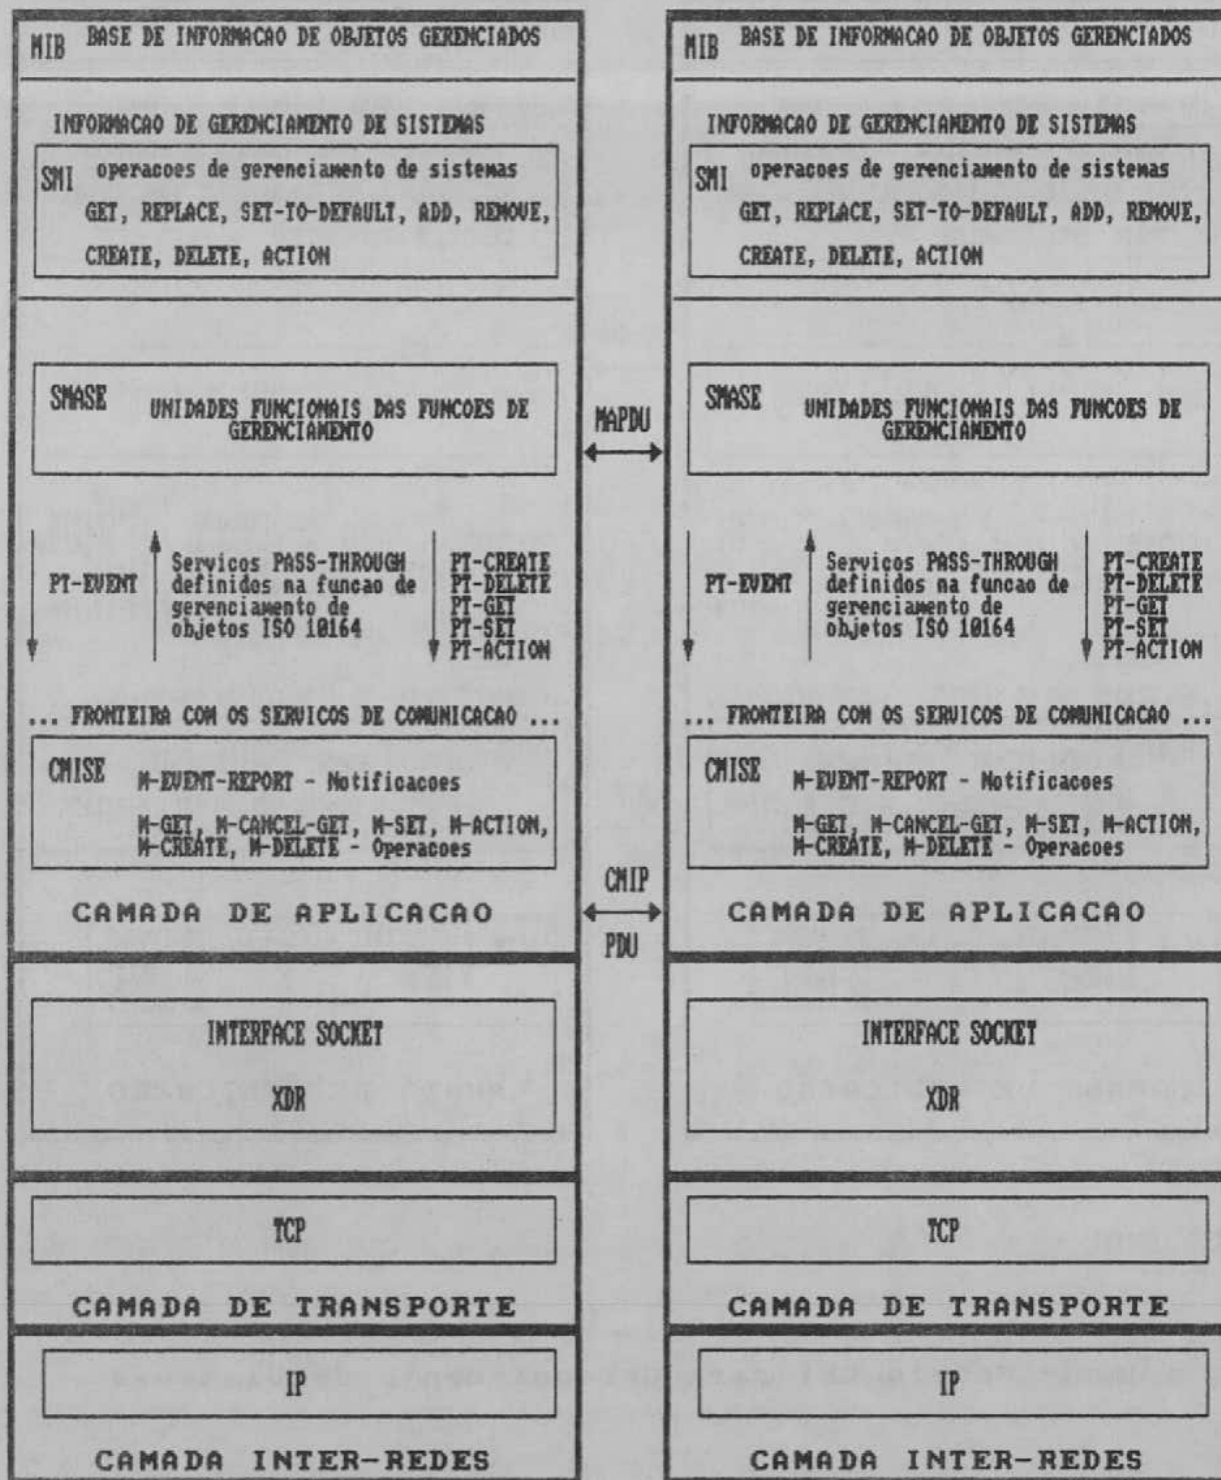 MIB BASE DE INFORMACAO DE OBJETOS GERENCIADOS
INFORMACAO DE GERENCIAMENTO DE SISTEMAS
SMI operacoes de gerenciamento de sistemas
GET, REPLACE, SET-TO-DEFAULT, ADD, REMOVE,
CREATE, DELETE, ACTION
SMASE UNIDADES FUNCIONAIS DAS FUNCOES DE
GERENCIAMENTO
PT-EVENT
Servicos PASS-THROUGH
definidos na funcao de
gerenciamento de
objetos ISO 10164
PT-CREATE
PT-DELETE
PT-GET
PT-SET
PT-ACTION
... FRONTEIRA COM OS SERVICOS DE COMUNICACAO ...
CMISE M-EVENT-REPORT - Notificacoes
M-GET, M-CANCEL-GET, M-SET, M-ACTION,
M-CREATE, M-DELETE - Operacoes
CAMADA DE APLICACAO
INTERFACE SOCKET
XDR
TCP
CAMADA DE TRANSPORTE
IP
CAMADA INTER-REDES
MAPDU
CMIP
PDU
MIB BASE DE INFORMACAO DE OBJETOS GERENCIADOS
INFORMACAO DE GERENCIAMENTO DE SISTEMAS
SMI operacoes de gerenciamento de sistemas
GET, REPLACE, SET-TO-DEFAULT, ADD, REMOVE,
CREATE, DELETE, ACTION
SMASE UNIDADES FUNCIONAIS DAS FUNCOES DE
GERENCIAMENTO
PT-EVENT
Servicos PASS-THROUGH
definidos na funcao de
gerenciamento de
objetos ISO 10164
PT-CREATE
PT-DELETE
PT-GET
PT-SET
PT-ACTION
... FRONTEIRA COM OS SERVICOS DE COMUNICACAO ...
CMISE M-EVENT-REPORT - Notificacoes
M-GET, M-CANCEL-GET, M-SET, M-ACTION,
M-CREATE, M-DELETE - Operacoes
CAMADA DE APLICACAO
INTERFACE SOCKET
XDR
TCP
CAMADA DE TRANSPORTE
IP
CAMADA INTER-REDES